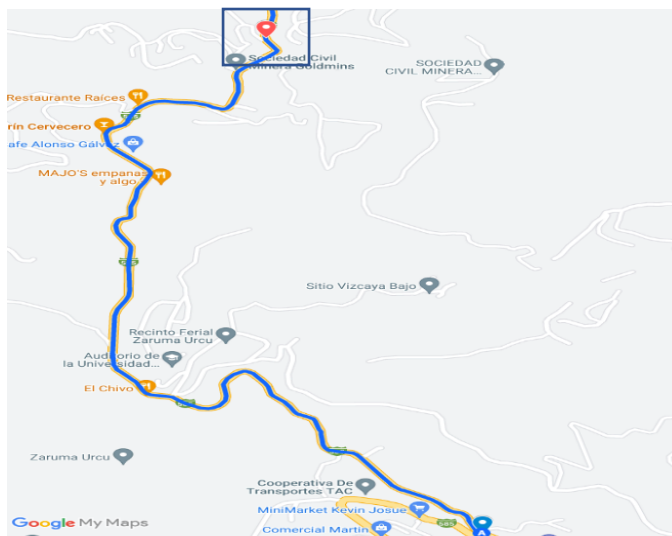 Sociedad Civil
Minera Goldmins
SOCIEDAD
CIVIL MINERA...
Restaurante Raíces
rín Cervecero
afe Alonso Gálvez
MAJO'S empanas
y algo
Sitio Vizcaya Bajo
Recinto Ferial
Zaruma Urcu
Auditorio de
la Universidad...
El Chivo
Zaruma Urcu
Cooperativa De
Transportes TAC
MiniMarket Kevin Josue
585
Comercial Martin
A
Google My Maps